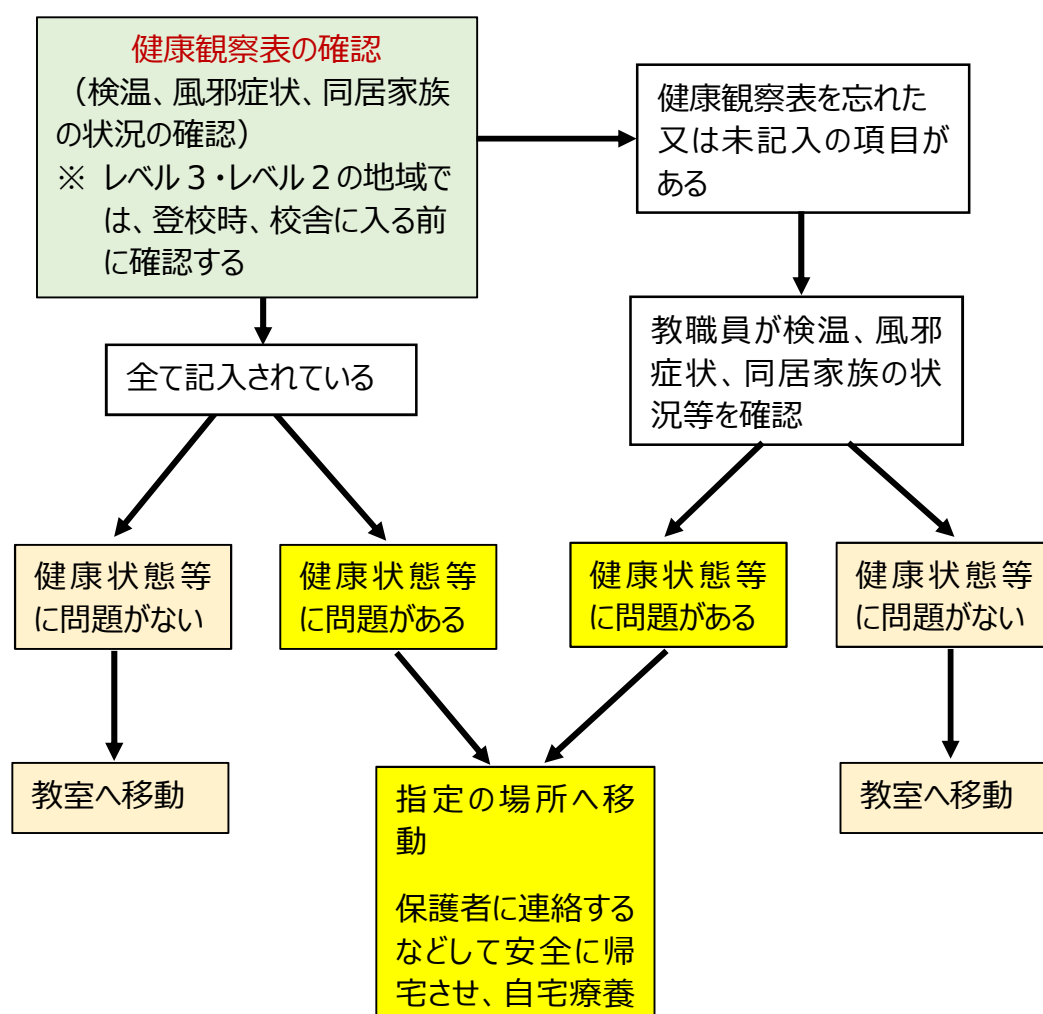 健康観察表の確認
（検温、風邪症状、同居家族
の状況の確認）
※ レベル３・レベル２の地域で
は、登校時、校舎に入る前
に確認する
健康観察表を忘れた
又は未記入の項目が
ある
全て記入されている
教職員が検温、風邪
症状、同居家族の状
況等を確認
健康状態等
に問題がない
健康状態等
に問題がある
健康状態等
に問題がある
健康状態等
に問題がない
教室へ移動
指定の場所へ移
動
保護者に連絡する
などして安全に帰
宅させ、自宅療養
教室へ移動